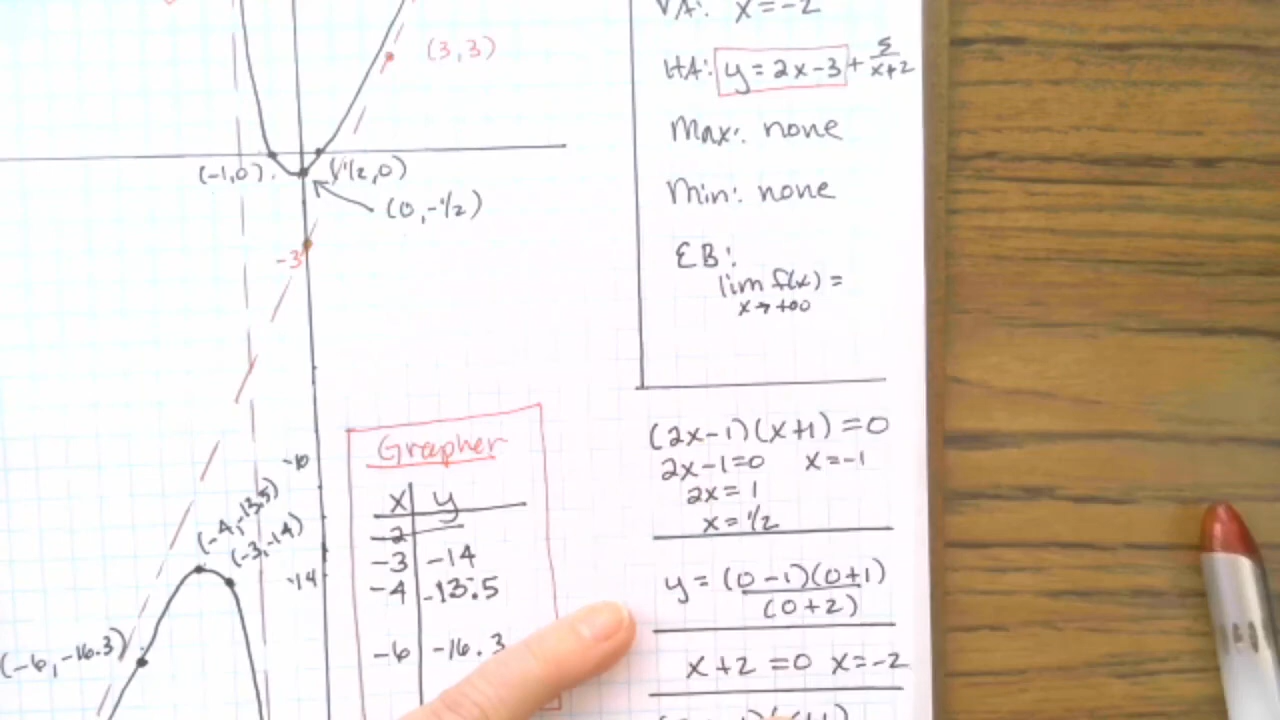 (3,3)
(-1,0)
(1/2,0)
(0,-1/2)
-3
-10
(-4,-13.5)
(-3,-14)
-14
(-6,-16.3)
VA: x=-2
HA: y=2x-3 + 5/x+2
Max: none
Min: none
EB:
lim f(x) =
x→+∞
(2x-1)(x+1)=0
2x-1=0 x=-1
2x=1
x=1/2
y=(0-1)(0+1)
(0+2)
x+2=0 x=-2
Grapher
x y
-2
-3 -14
-4 -13.5
-6 -16.3